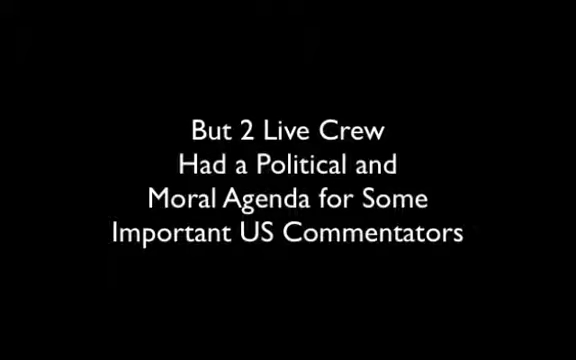 But 2 Live Crew
Had a Political and
Moral Agenda for Some
Important US Commentators